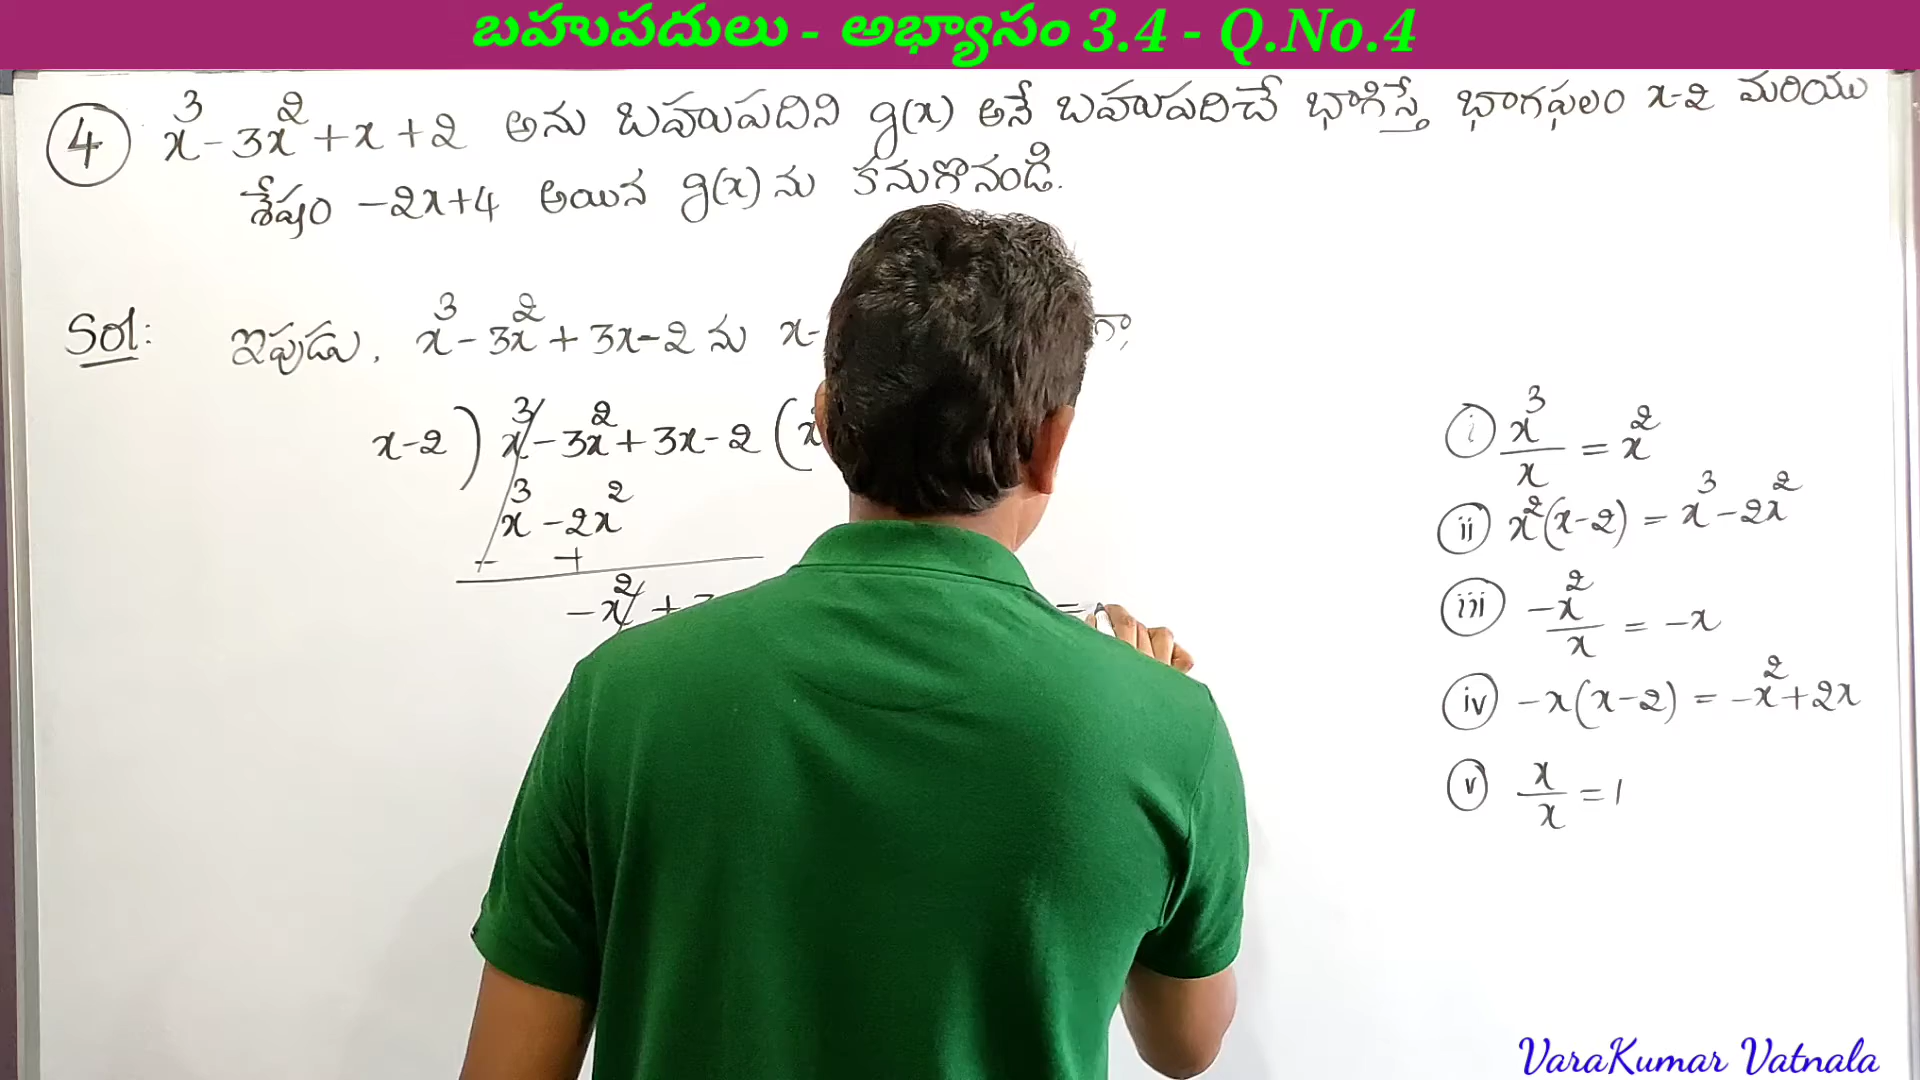 బహుపదులు - అభ్యాసం 3.4 - Q.No.4
④ x³ - 3x² + x + 2 అను బహుపదిని g(x) అనే బహుపదిచే భాగిస్తే భాగఫలం x-2 మరియు
శేషం -2x+4 అయిన g(x) ను కనుగొనండి.
Sol: ఇపుడు, x³ - 3x² + 3x - 2 ను x-
గా,
x-2 ) x³ - 3x² + 3x - 2 ( x
x³ - 2x²
- +
-x² +
=
(i) x³/x = x²
(ii) x²(x-2) = x³ - 2x²
(iii) -x²/x = -x
(iv) -x(x-2) = -x² + 2x
(v) x/x = 1
VaraKumar Vatnala